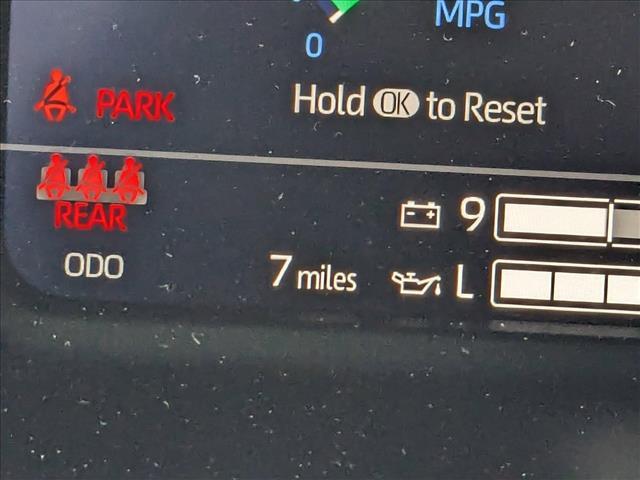 MPG
0
PARK
Hold OK to Reset
REAR
9
ODO
7 miles
L